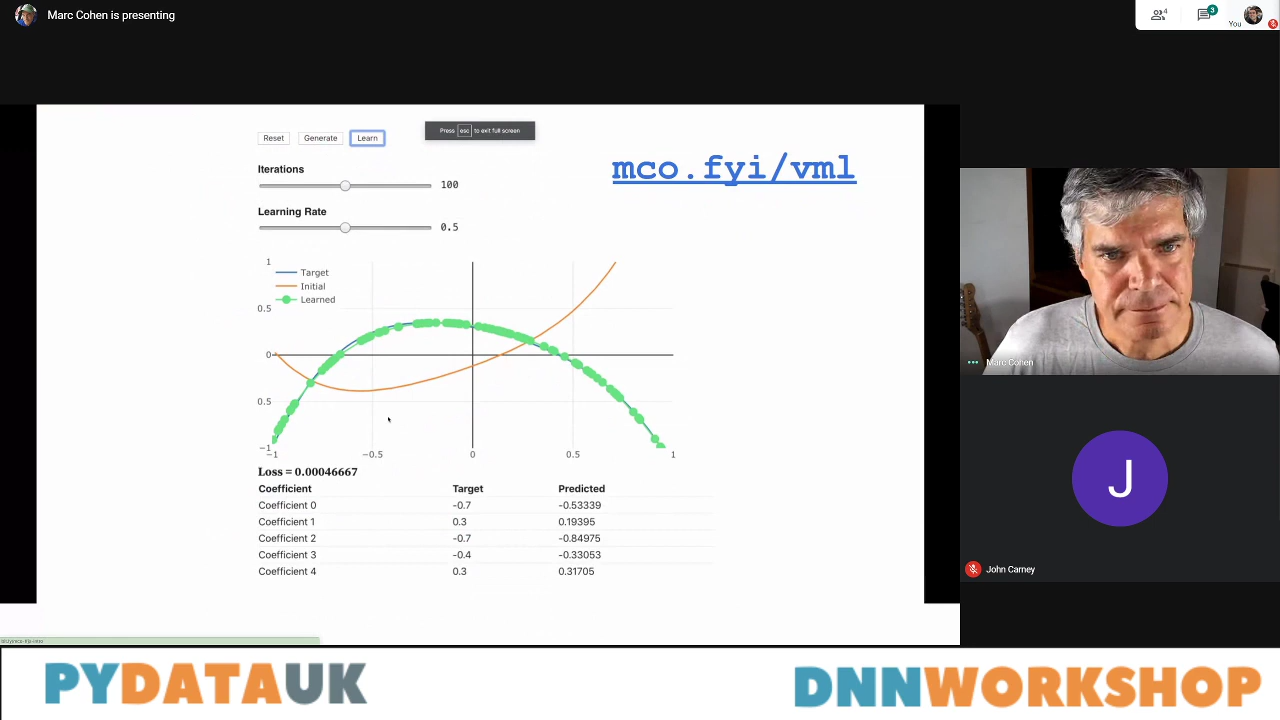 Marc Cohen is presenting
4
3
You
Reset Generate Learn
Press esc to exit full screen
mco.fyi/vml
Iterations
100
Learning Rate
0.5
1
Target
Initial
Learned
0.5
0
0.5
−1
−1 −0.5 0 0.5 1
Loss = 0.00046667
Coefficient Target Predicted
Coefficient 0 -0.7 -0.53339
Coefficient 1 0.3 0.19395
Coefficient 2 -0.7 -0.84975
Coefficient 3 -0.4 -0.33053
Coefficient 4 0.3 0.31705
Marc Cohen
J
John Carney
PYDATAUK
DNNWORKSHOP